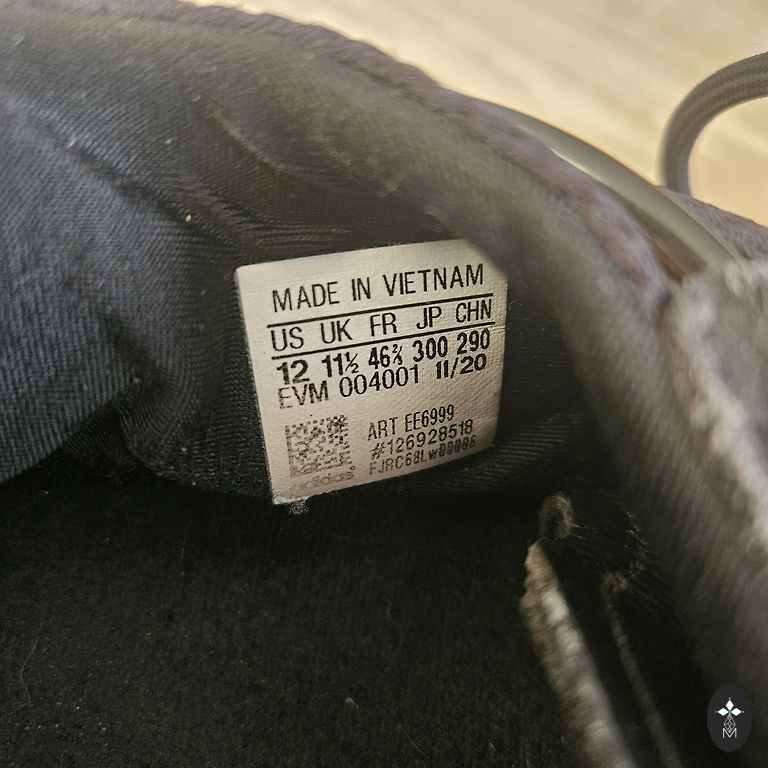 MADE IN VIETNAM
US UK FR JP CHN
12 11½ 46⅔ 300 290
EVM 004001 11/20
ART EE6999
#126928518
adidas
M